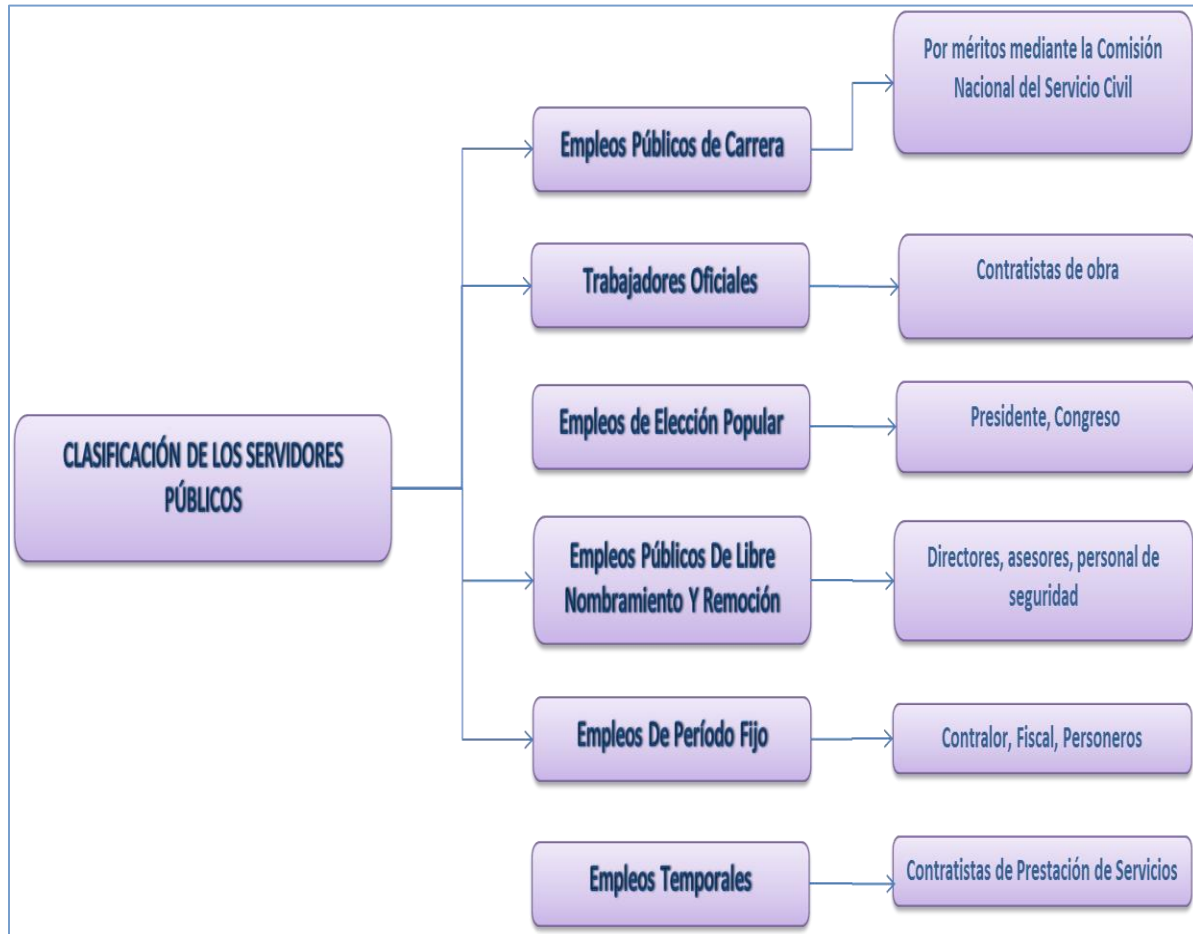 CLASIFICACIÓN DE LOS SERVIDORES
PÚBLICOS
Empleos Públicos de Carrera
Por méritos mediante la Comisión
Nacional del Servicio Civil
Trabajadores Oficiales
Contratistas de obra
Empleos de Elección Popular
Presidente, Congreso
Empleos Públicos De Libre
Nombramiento Y Remoción
Directores, asesores, personal de
seguridad
Empleos De Período Fijo
Contralor, Fiscal, Personeros
Empleos Temporales
Contratistas de Prestación de Servicios